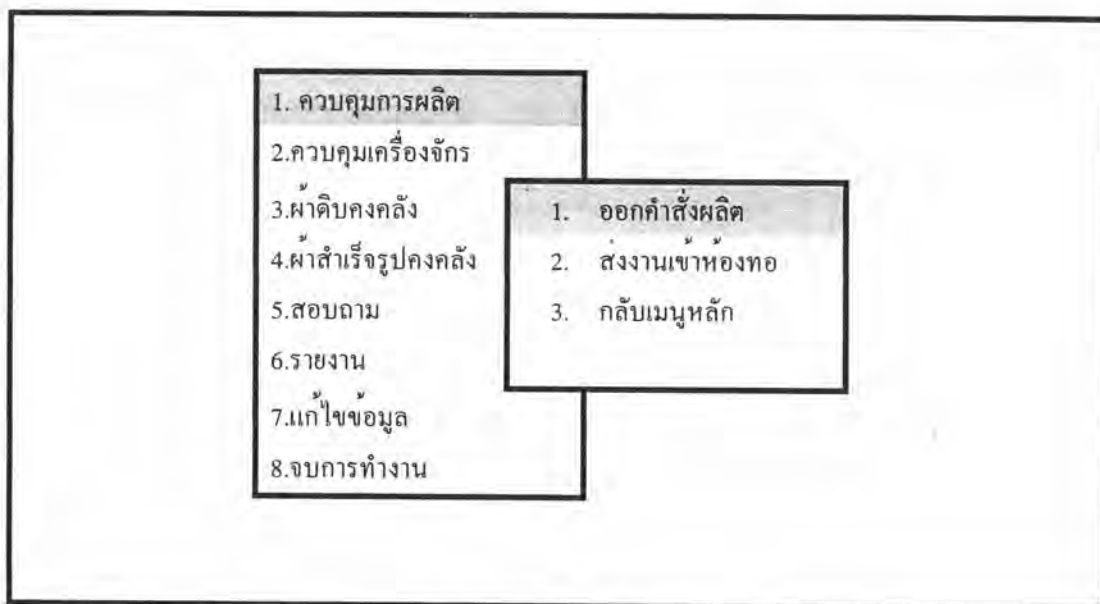 1. ควบคุมการผลิต
2.ควบคุมเครื่องจักร
3.ผ้าดิบคงคลัง
4.ผ้าสำเร็จรูปคงคลัง
5.สอบถาม
6.รายงาน
7.แก้ไขข้อมูล
8.จบการทำงาน
1. ออกคำสั่งผลิต
2. ส่งงานเข้าห้องทอ
3. กลับเมนูหลัก